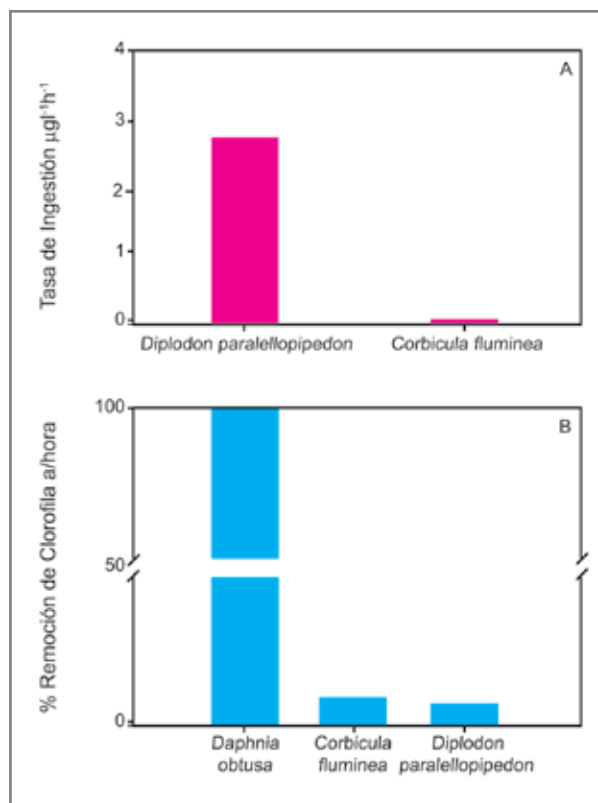 A
Tasa de Ingestión µgl⁻¹h⁻¹
4
3
2
1
0
Diplodon paralellopipedon
Corbicula fluminea
B
% Remoción de Clorofila a/hora
100
50
0
Daphnia
obtusa
Corbicula
fluminea
Diplodon
paralellopipedon